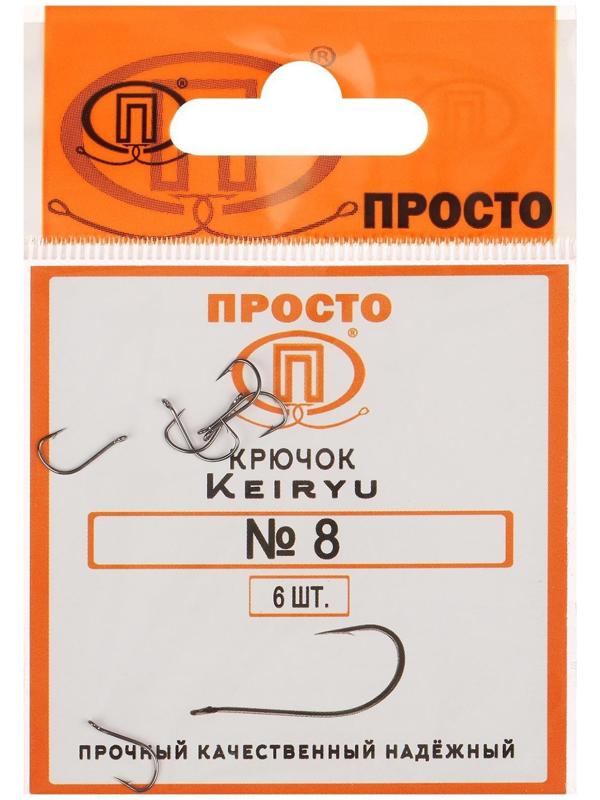 П ®
П ®
ПРОСТО
ПРОСТО
П ®
КРЮЧОК
KEIRYU
№ 8
6 ШТ.
ПРОЧНЫЙ КАЧЕСТВЕННЫЙ НАДЁЖНЫЙ